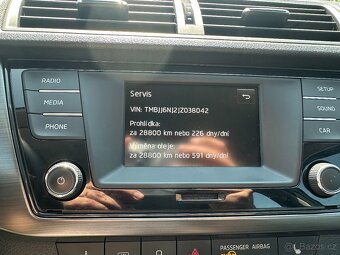 Servis
RADIO
VIN: TMBJJ6NJ2JZ038042
SETUP
MEDIA
Prohlídka:
za 28800 km nebo 226 dny/dní
SOUND
PHONE
Výměna oleje:
za 28800 km nebo 591 dny/dní
CAR
PASSENGER AIRBAG